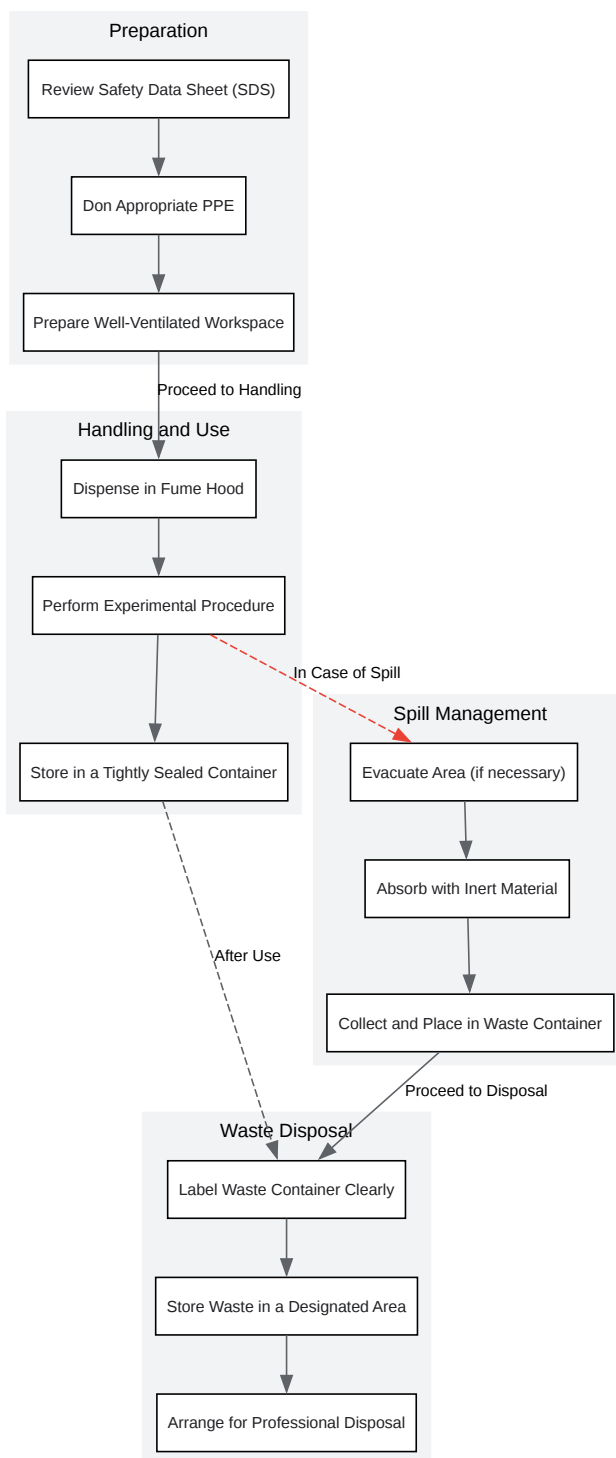 Preparation
Review Safety Data Sheet (SDS)
Don Appropriate PPE
Prepare Well-Ventilated Workspace
Proceed to Handling
Handling and Use
Dispense in Fume Hood
Perform Experimental Procedure
In Case of Spill
Store in a Tightly Sealed Container
Spill Management
Evacuate Area (if necessary)
Absorb with Inert Material
After Use
Collect and Place in Waste Container
Proceed to Disposal
Waste Disposal
Label Waste Container Clearly
Store Waste in a Designated Area
Arrange for Professional Disposal